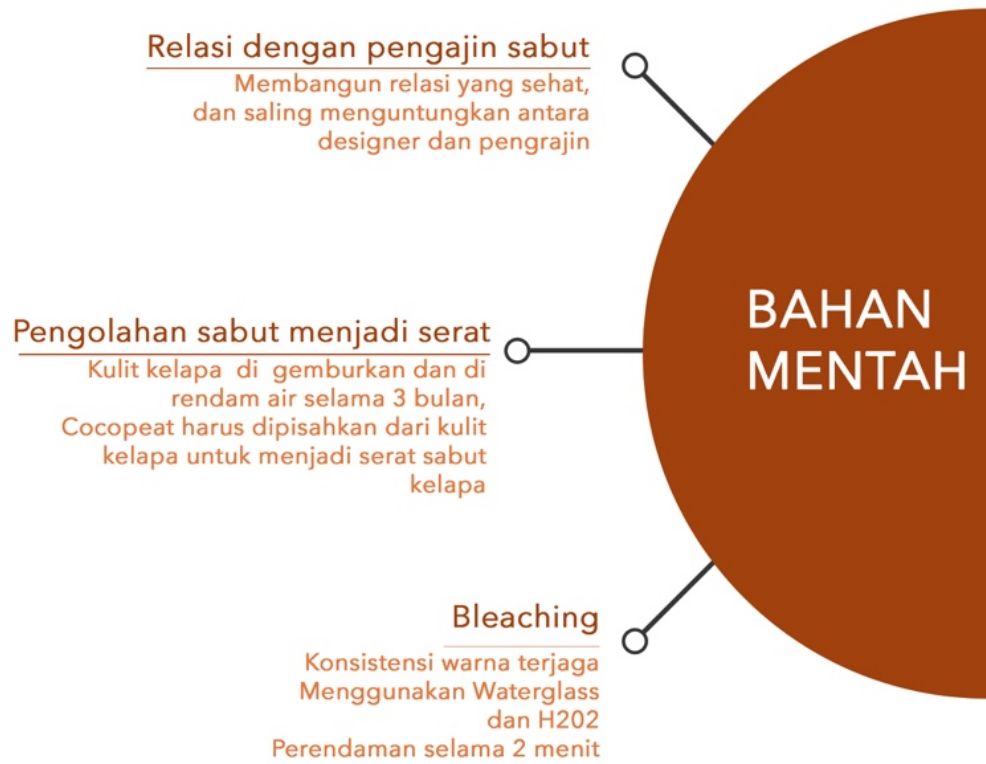 Relasi dengan pengajin sabut
Membangun relasi yang sehat,
dan saling menguntungkan antara
designer dan pengrajin
BAHAN
MENTAH
Pengolahan sabut menjadi serat
Kulit kelapa di gemburkan dan di
rendam air selama 3 bulan,
Cocopeat harus dipisahkan dari kulit
kelapa untuk menjadi serat sabut
kelapa
Bleaching
Konsistensi warna terjaga
Menggunakan Waterglass
dan H202
Perendaman selama 2 menit